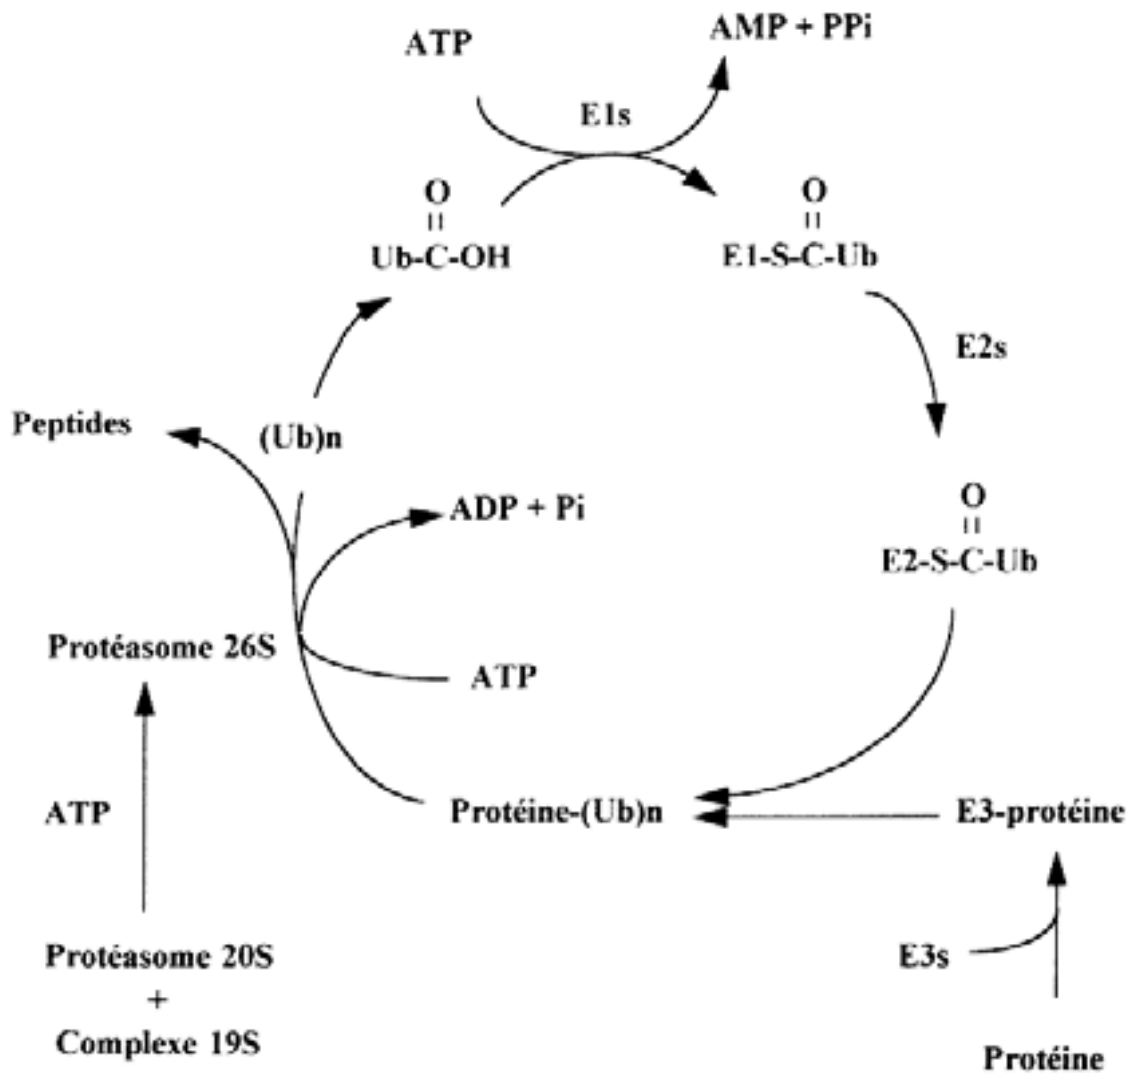 ATP
AMP + PPi
E1s
O
Ub-C-OH
O
E1-S-C-Ub
E2s
Peptides
(Ub)n
O
E2-S-C-Ub
ADP + Pi
Protéasome 26S
ATP
ATP
Protéine-(Ub)n
E3-protéine
Protéasome 20S
+
Complexe 19S
E3s
Protéine